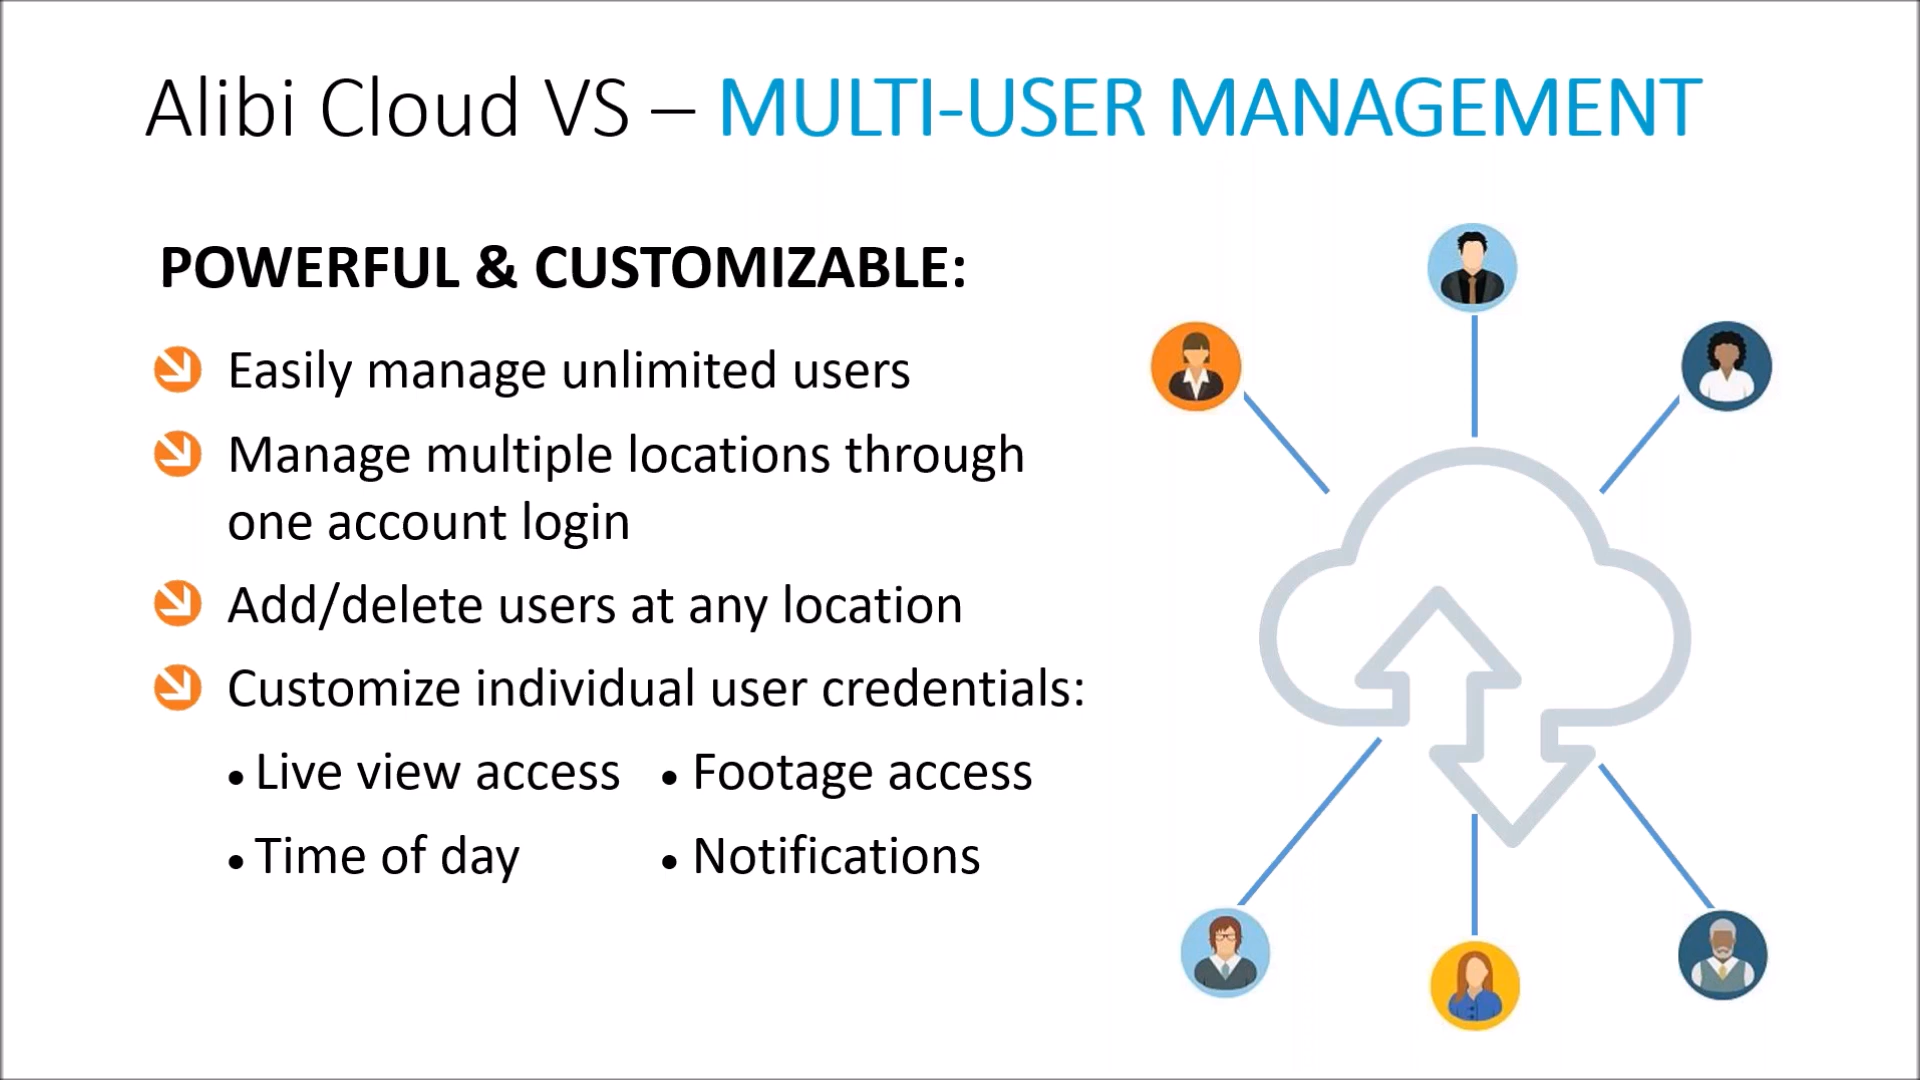 Alibi Cloud VS – MULTI-USER MANAGEMENT
POWERFUL & CUSTOMIZABLE:
Easily manage unlimited users
Manage multiple locations through
one account login
Add/delete users at any location
Customize individual user credentials:
• Live view access • Footage access
• Time of day • Notifications